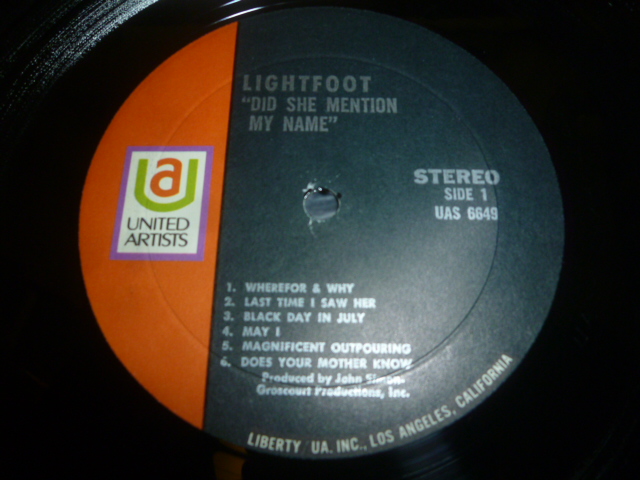 LIGHTFOOT
"DID SHE MENTION
MY NAME"
STEREO
SIDE 1
UAS 6649
ua
UNITED
ARTISTS
1. WHEREFOR & WHY
2. LAST TIME I SAW HER
3. BLACK DAY IN JULY
4. MAY I
5. MAGNIFICENT OUTPOURING
6. DOES YOUR MOTHER KNOW
Produced by John Simon
Groscourt Productions, Inc.
LIBERTY UA. INC., LOS ANGELES, CALIFORNIA